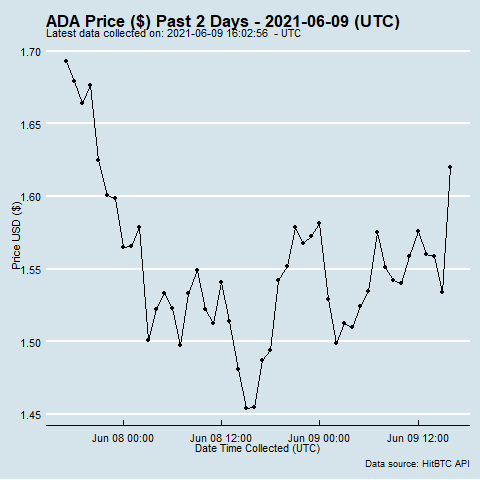 ADA Price ($) Past 2 Days - 2021-06-09 (UTC)
Latest data collected on: 2021-06-09 16:02:56  - UTC
1.70
1.65
1.60
1.55
1.50
1.45
Price USD ($)
Jun 08 00:00
Jun 08 12:00
Jun 09 00:00
Jun 09 12:00
Date Time Collected (UTC)
Data source: HitBTC API